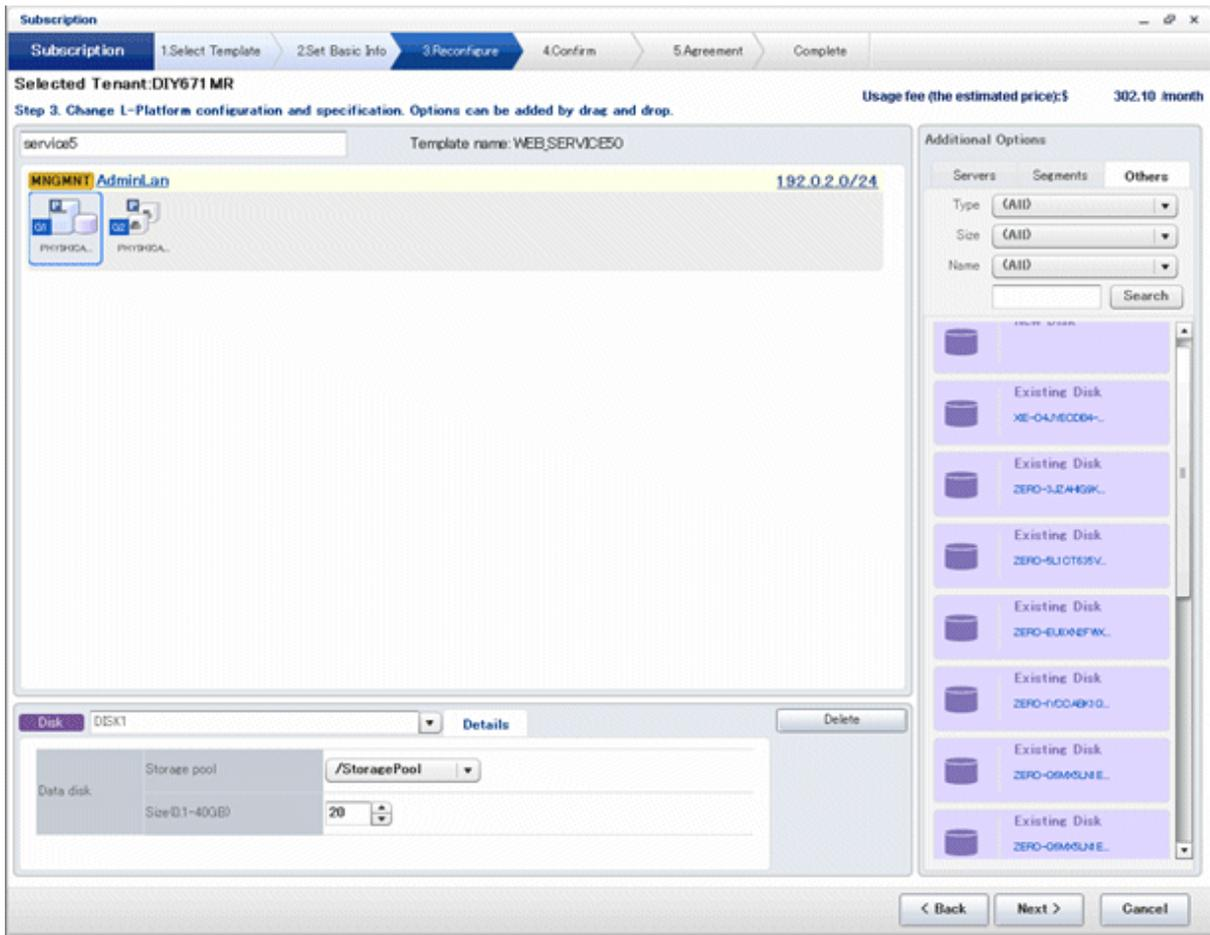 Subscription
Subscription 1.Select Template 2.Set Basic Info 3.Reconfigure 4.Confirm 5.Agreement Complete
Selected Tenant:DIY671MR
Step 3. Change L-Platform configuration and specification. Options can be added by drag and drop.
Usage fee (the estimated price):$ 302.10 /month
service5 Template name: WEB_SERVICE50
MNGMNT AdminLan 192.0.2.0/24
Additional Options
Servers Segments Others
Type (All)
Size (All)
Name (All)
Search
New Disk
Existing Disk
Existing Disk
Existing Disk
Existing Disk
Existing Disk
Existing Disk
Existing Disk
Disk DISK1 Details Delete
Data disk
Storage pool /StoragePool
Size(0.1-40GB) 20
< Back Next > Cancel